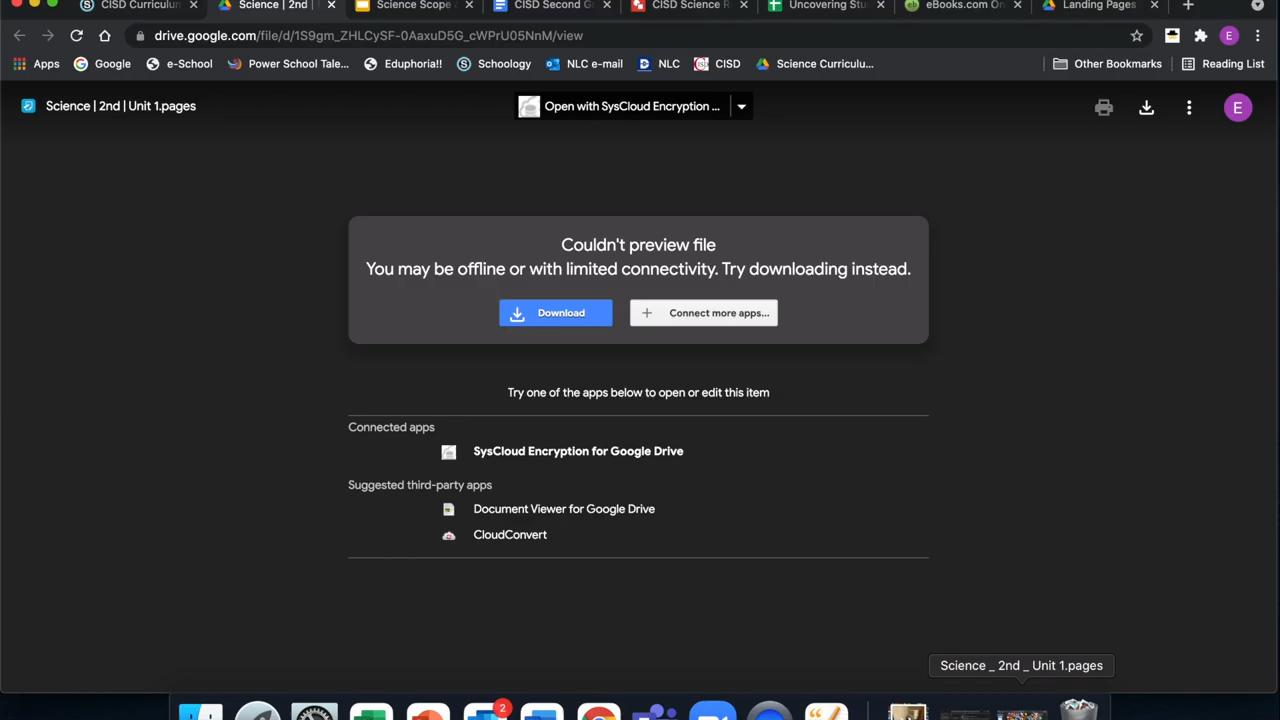 CISD Curriculum
Science | 2nd |
Science Scope
CISD Second G
CISD Science R
Uncovering Stu
eBooks.com On
Landing Pages
drive.google.com/file/d/1S9gm_ZHLCySF-0AaxuD5G_cWPrU05NnM/view
E
Apps
Google
e-School
Power School Tale...
Eduphoria!!
Schoology
NLC e-mail
NLC
CISD
Science Curriculu...
Other Bookmarks
Reading List
Science | 2nd | Unit 1.pages
Open with SysCloud Encryption ...
E
Couldn't preview file
You may be offline or with limited connectivity. Try downloading instead.
Download
Connect more apps...
Try one of the apps below to open or edit this item
Connected apps
SysCloud Encryption for Google Drive
Suggested third-party apps
Document Viewer for Google Drive
CloudConvert
Science _ 2nd _ Unit 1.pages
2